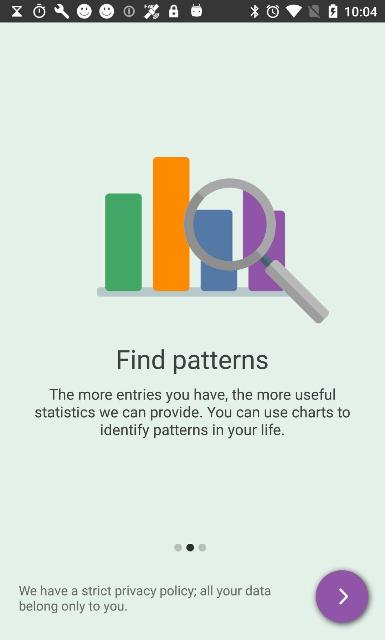 10:04
Find patterns
The more entries you have, the more useful
statistics we can provide. You can use charts to
identify patterns in your life.
We have a strict privacy policy; all your data
belong only to you.